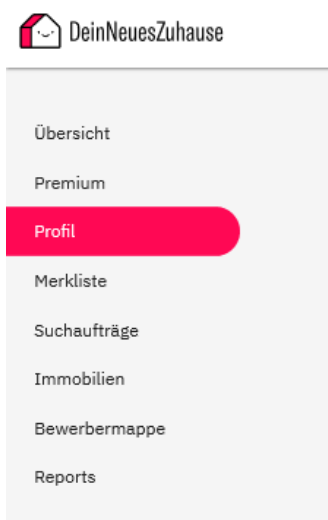 DeinNeuesZuhause
Übersicht
Premium
Profil
Merkliste
Suchaufträge
Immobilien
Bewerbermappe
Reports